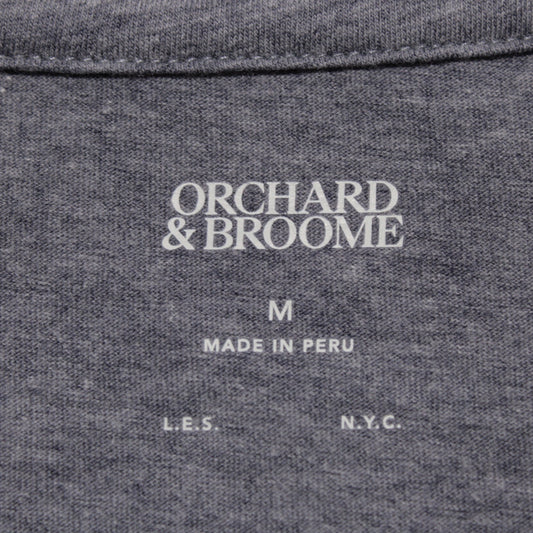 ORCHARD
& BROOME
M
MADE IN PERU
L.E.S. N.Y.C.